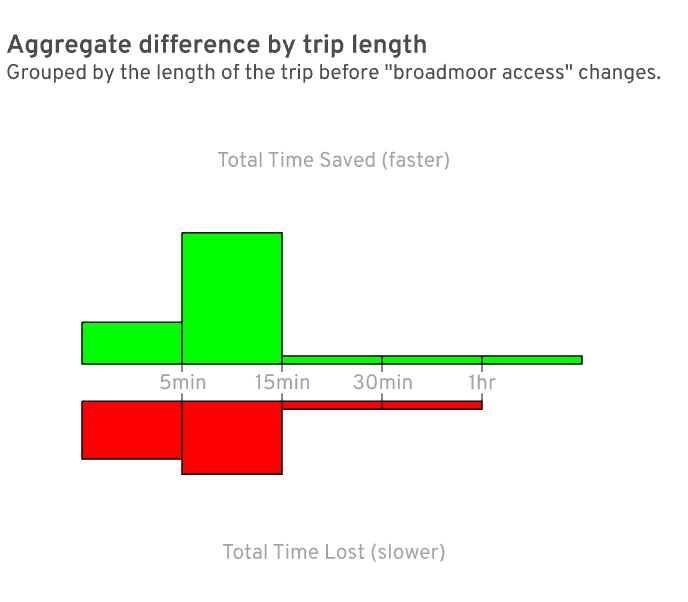 Aggregate difference by trip length
Grouped by the length of the trip before "broadmoor access" changes.
Total Time Saved (faster)
5min 15min 30min 1hr
Total Time Lost (slower)